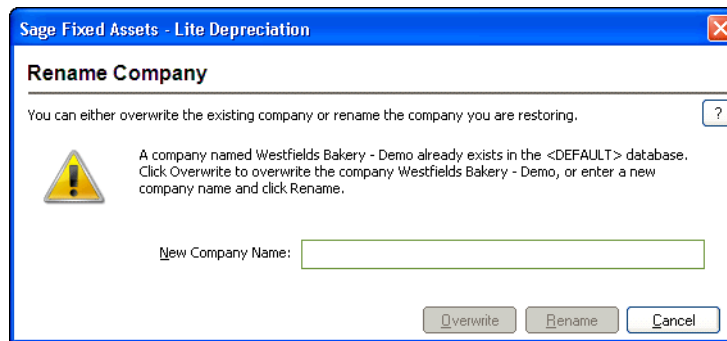 Sage Fixed Assets - Lite Depreciation
Rename Company
You can either overwrite the existing company or rename the company you are restoring.
?
A company named Westfields Bakery - Demo already exists in the <DEFAULT> database.
Click Overwrite to overwrite the company Westfields Bakery - Demo, or enter a new
company name and click Rename.
New Company Name:
Overwrite Rename Cancel